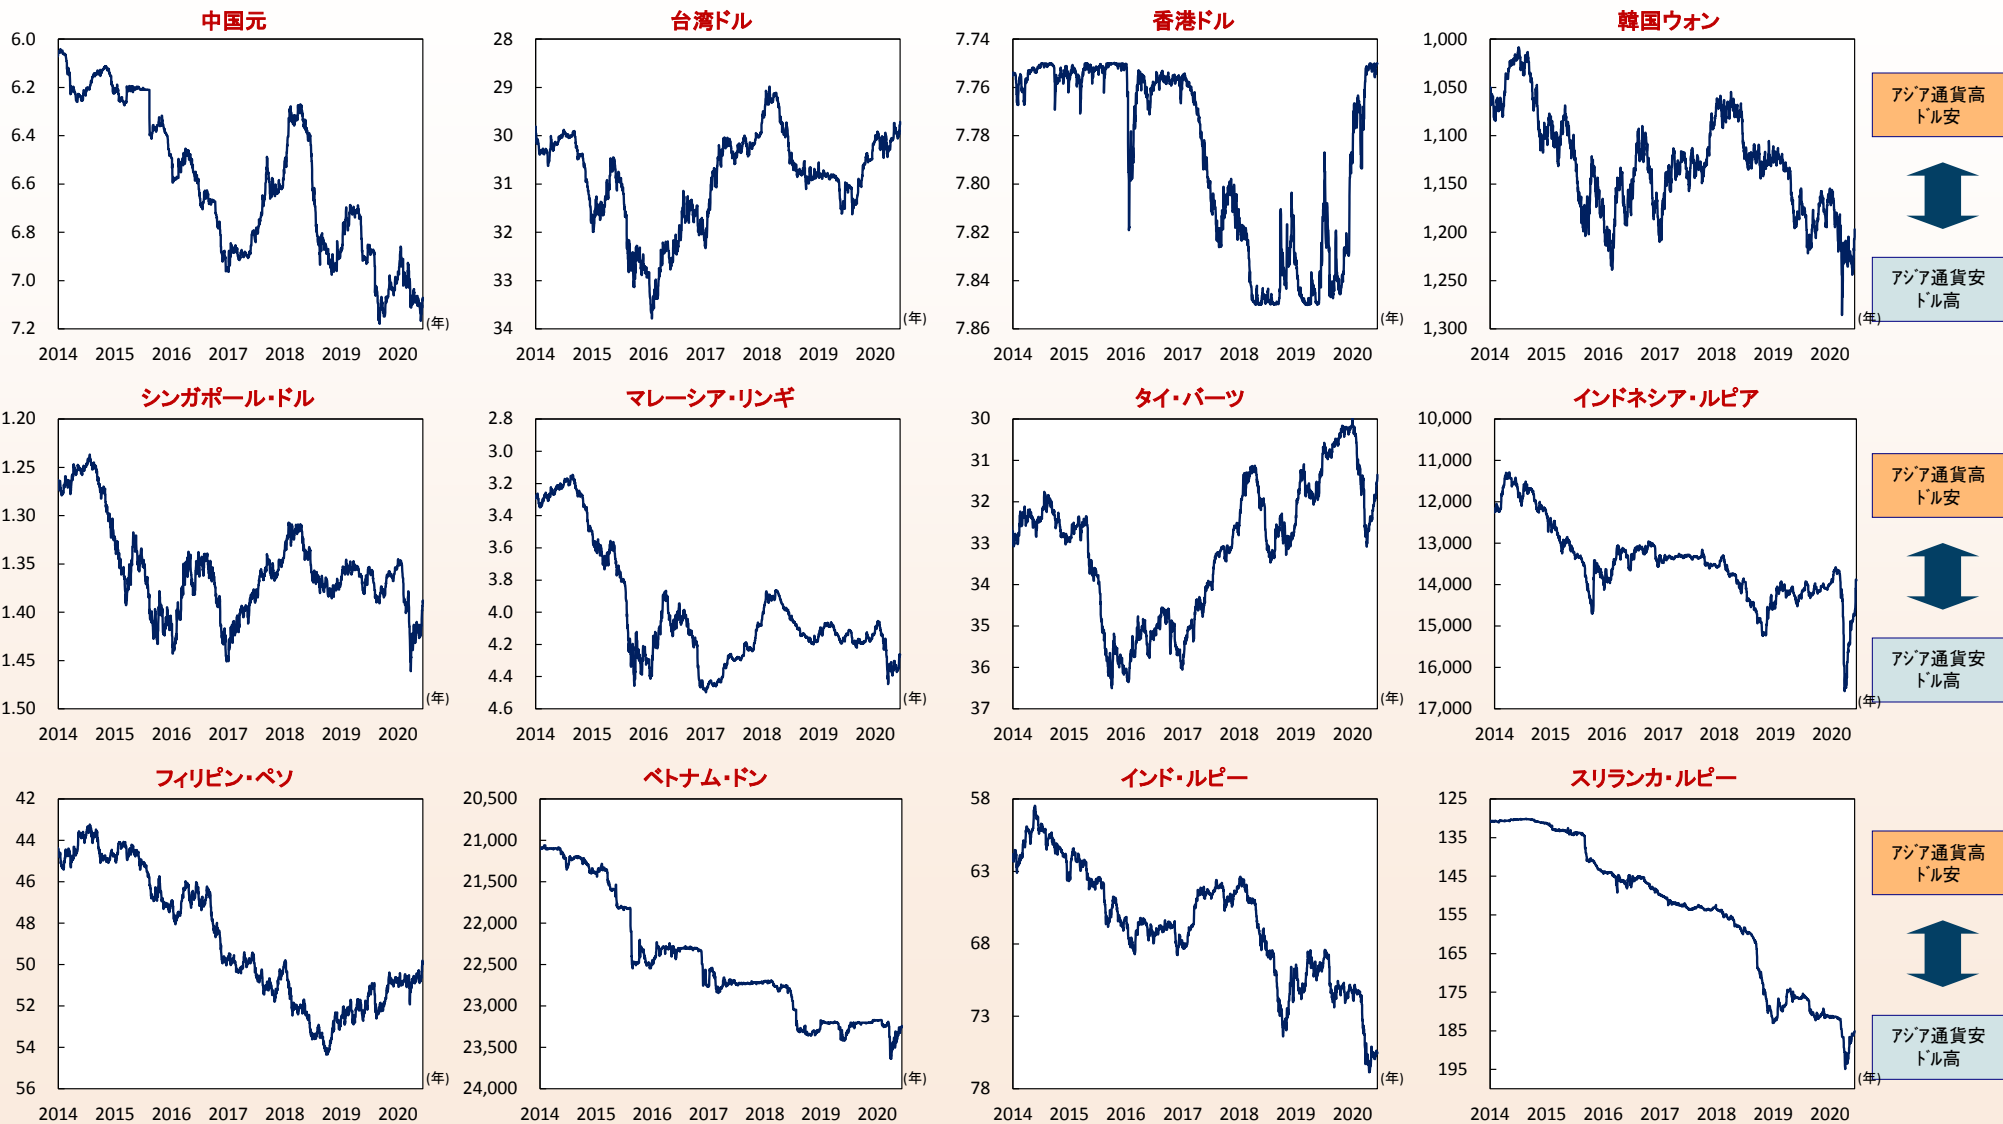 中国元
6.0
6.2
6.4
6.6
6.8
7.0
7.2
2014 2015 2016 2017 2018 2019 2020
(年)
台湾ドル
28
29
30
31
32
33
34
2014 2015 2016 2017 2018 2019 2020
(年)
香港ドル
7.74
7.76
7.78
7.80
7.82
7.84
7.86
2014 2015 2016 2017 2018 2019 2020
(年)
韓国ウォン
1,000
1,050
1,100
1,150
1,200
1,250
1,300
2014 2015 2016 2017 2018 2019 2020
(年)
アジア通貨高
ドル安
アジア通貨安
ドル高
シンガポール・ドル
1.20
1.25
1.30
1.35
1.40
1.45
1.50
2014 2015 2016 2017 2018 2019 2020
(年)
マレーシア・リンギ
2.8
3.0
3.2
3.4
3.6
3.8
4.0
4.2
4.4
4.6
2014 2015 2016 2017 2018 2019 2020
(年)
タイ・バーツ
30
31
32
33
34
35
36
37
2014 2015 2016 2017 2018 2019 2020
(年)
インドネシア・ルピア
10,000
11,000
12,000
13,000
14,000
15,000
16,000
17,000
2014 2015 2016 2017 2018 2019 2020
(年)
アジア通貨高
ドル安
アジア通貨安
ドル高
フィリピン・ペソ
42
44
46
48
50
52
54
56
2014 2015 2016 2017 2018 2019 2020
(年)
ベトナム・ドン
20,500
21,000
21,500
22,000
22,500
23,000
23,500
24,000
2014 2015 2016 2017 2018 2019 2020
(年)
インド・ルピー
58
63
68
73
78
2014 2015 2016 2017 2018 2019 2020
(年)
スリランカ・ルピー
125
135
145
155
165
175
185
195
2014 2015 2016 2017 2018 2019 2020
(年)
アジア通貨高
ドル安
アジア通貨安
ドル高